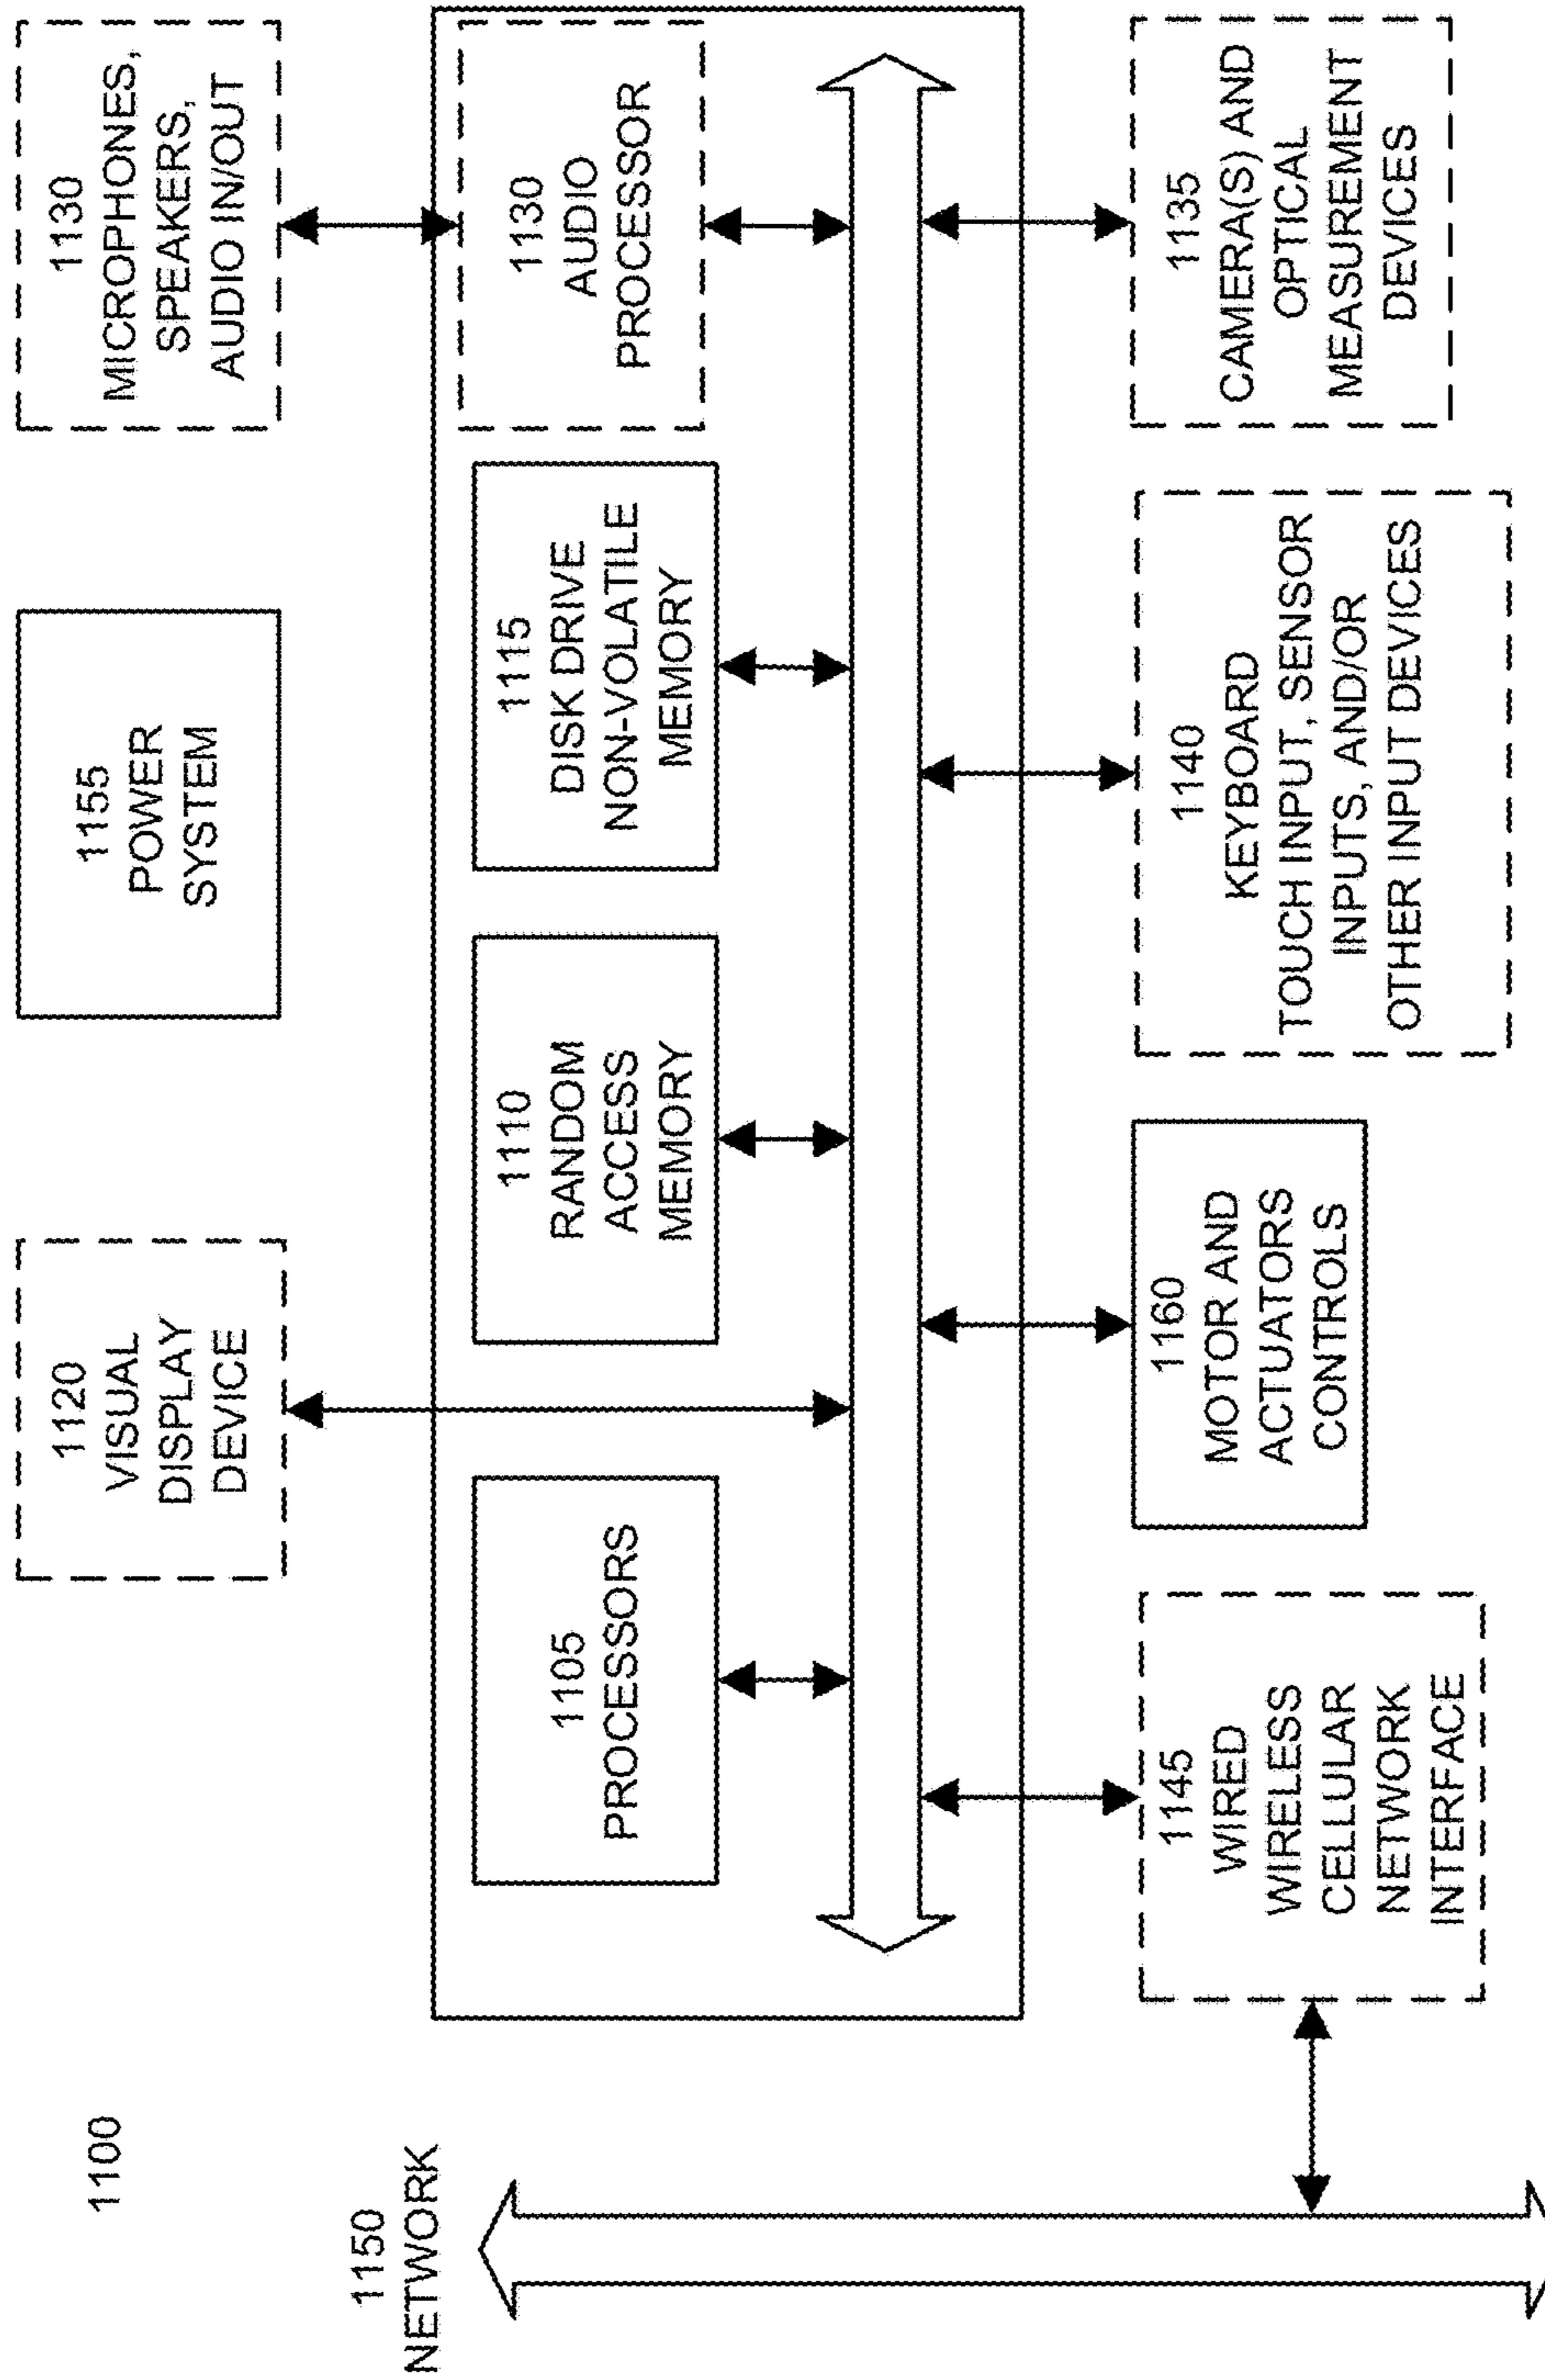 1100
1120
VISUAL
DISPLAY
DEVICE
1155
POWER
SYSTEM
1130
MICROPHONES,
SPEAKERS,
AUDIO IN/OUT
1150
NETWORK
1105
PROCESSORS
1110
RANDOM
ACCESS
MEMORY
1115
DISK DRIVE
NON-VOLATILE
MEMORY
1130
AUDIO
PROCESSOR
1145
WIRED
WIRELESS
CELLULAR
NETWORK
INTERFACE
1160
MOTOR AND
ACTUATORS
CONTROLS
1140
KEYBOARD
TOUCH INPUT, SENSOR
INPUTS, AND/OR
OTHER INPUT DEVICES
1135
CAMERA(S) AND
OPTICAL
MEASUREMENT
DEVICES